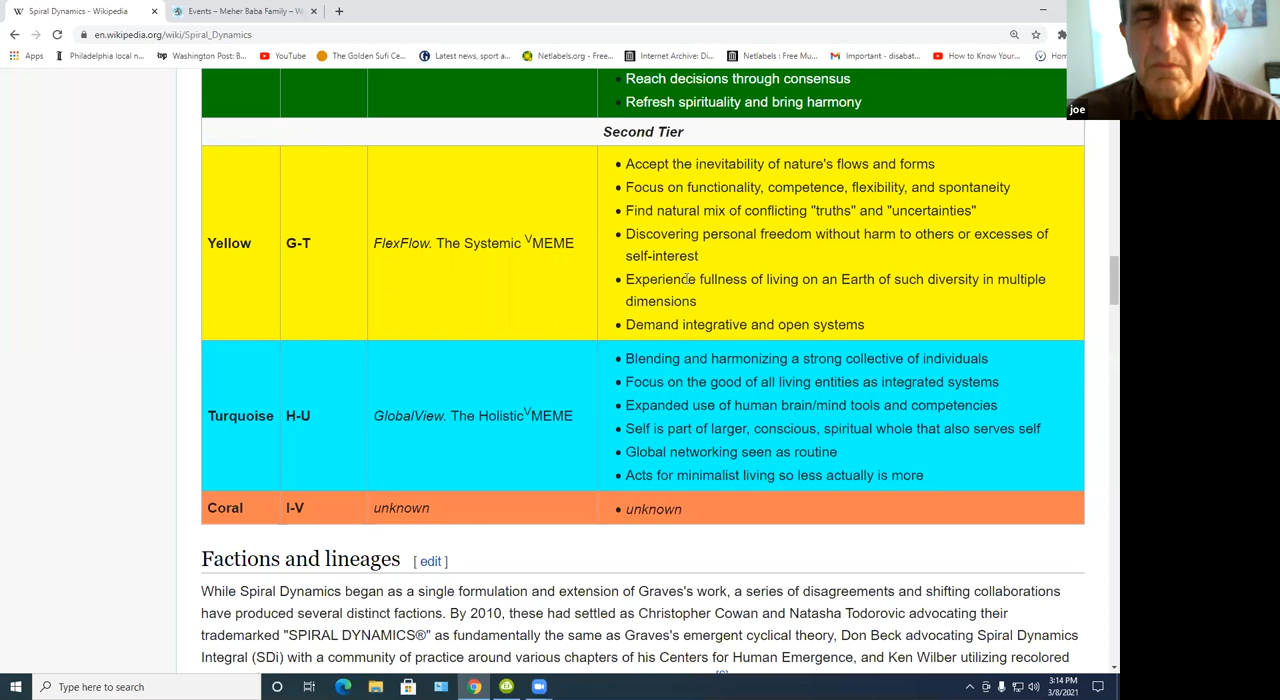 Spiral Dynamics - Wikipedia
Events – Meher Baba Family – W
en.wikipedia.org/wiki/Spiral_Dynamics
Apps
Philadelphia local n...
Washington Post: B...
YouTube
The Golden Sufi Ce...
Latest news, sport a...
Netlabels.org - Free...
Internet Archive: Di...
Netlabels : Free Mu...
Important - disabat...
How to Know Your...
joe
Reach decisions through consensus
Refresh spirituality and bring harmony
Second Tier
Yellow
G-T
FlexFlow. The Systemic VMEME
Accept the inevitability of nature's flows and forms
Focus on functionality, competence, flexibility, and spontaneity
Find natural mix of conflicting "truths" and "uncertainties"
Discovering personal freedom without harm to others or excesses of
self-interest
Experience fullness of living on an Earth of such diversity in multiple
dimensions
Demand integrative and open systems
Turquoise
H-U
GlobalView. The HolisticVMEME
Blending and harmonizing a strong collective of individuals
Focus on the good of all living entities as integrated systems
Expanded use of human brain/mind tools and competencies
Self is part of larger, conscious, spiritual whole that also serves self
Global networking seen as routine
Acts for minimalist living so less actually is more
Coral
I-V
unknown
unknown
Factions and lineages [ edit ]
While Spiral Dynamics began as a single formulation and extension of Graves's work, a series of disagreements and shifting collaborations
have produced several distinct factions. By 2010, these had settled as Christopher Cowan and Natasha Todorovic advocating their
trademarked "SPIRAL DYNAMICS®" as fundamentally the same as Graves's emergent cyclical theory, Don Beck advocating Spiral Dynamics
Integral (SDi) with a community of practice around various chapters of his Centers for Human Emergence, and Ken Wilber utilizing recolored
Type here to search
3:14 PM
3/8/2021